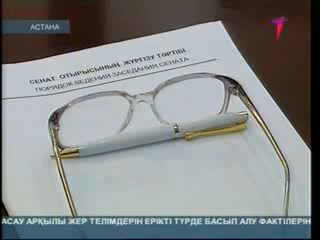 АСТАНА
СЕНАТ ОТЫРЫСЫНЫҢ ЖҮРГІЗУ ТӘРТІБІ
ПОРЯДОК ВЕДЕНИЯ ЗАСЕДАНИЯ СЕНАТА
АСАУ АРҚЫЛЫ ЖЕР ТЕЛІМДЕРІН ЕРІКТІ ТҮРДЕ БАСЫП АЛУ ФАКТІЛЕРІН